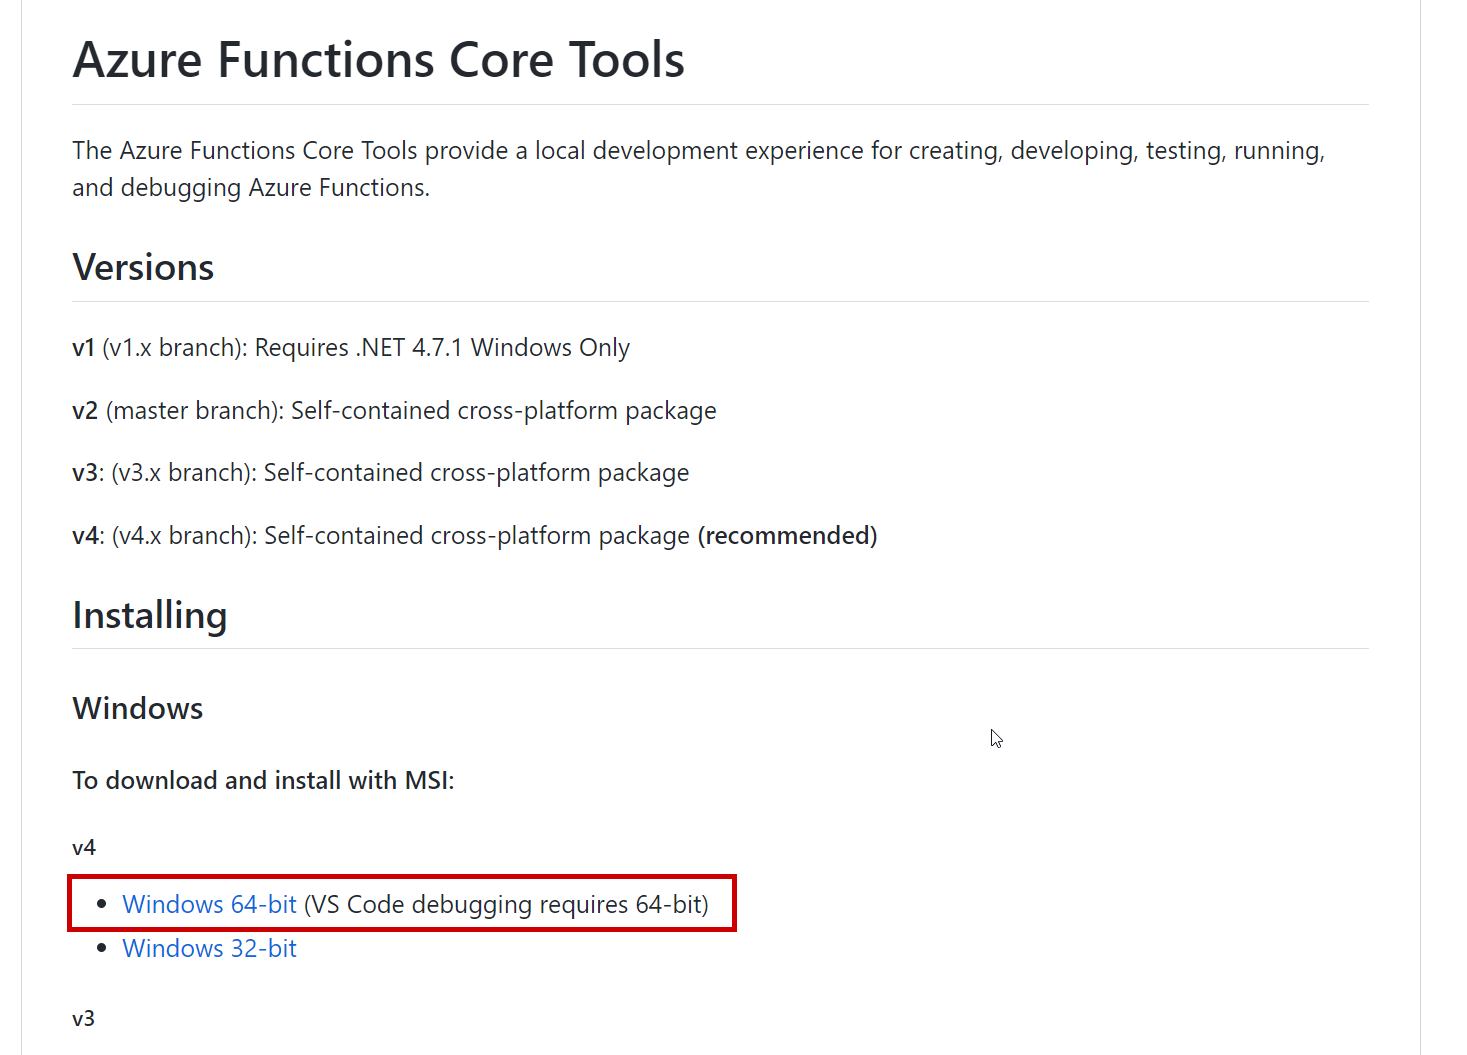 Azure Functions Core Tools
The Azure Functions Core Tools provide a local development experience for creating, developing, testing, running,
and debugging Azure Functions.
Versions
v1 (v1.x branch): Requires .NET 4.7.1 Windows Only
v2 (master branch): Self-contained cross-platform package
v3: (v3.x branch): Self-contained cross-platform package
v4: (v4.x branch): Self-contained cross-platform package (recommended)
Installing
Windows
To download and install with MSI:
v4
• Windows 64-bit (VS Code debugging requires 64-bit)
• Windows 32-bit
v3